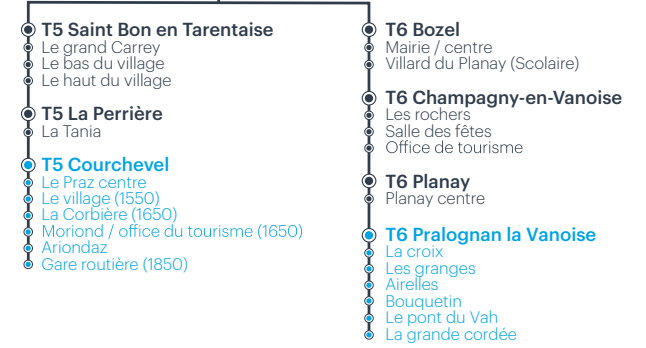 T5 Saint Bon en Tarentaise
Le grand Carrey
Le bas du village
Le haut du village
T5 La Perrière
La Tania
T5 Courchevel
Le Praz centre
Le village (1550)
La Corbière (1650)
Moriond / office du tourisme (1650)
Ariondaz
Gare routière (1850)
T6 Bozel
Mairie / centre
Villard du Planay (Scolaire)
T6 Champagny-en-Vanoise
Les rochers
Salle des fêtes
Office de tourisme
T6 Planay
Planay centre
T6 Pralognan la Vanoise
La croix
Les granges
Airelles
Bouquetin
Le pont du Vah
La grande cordée